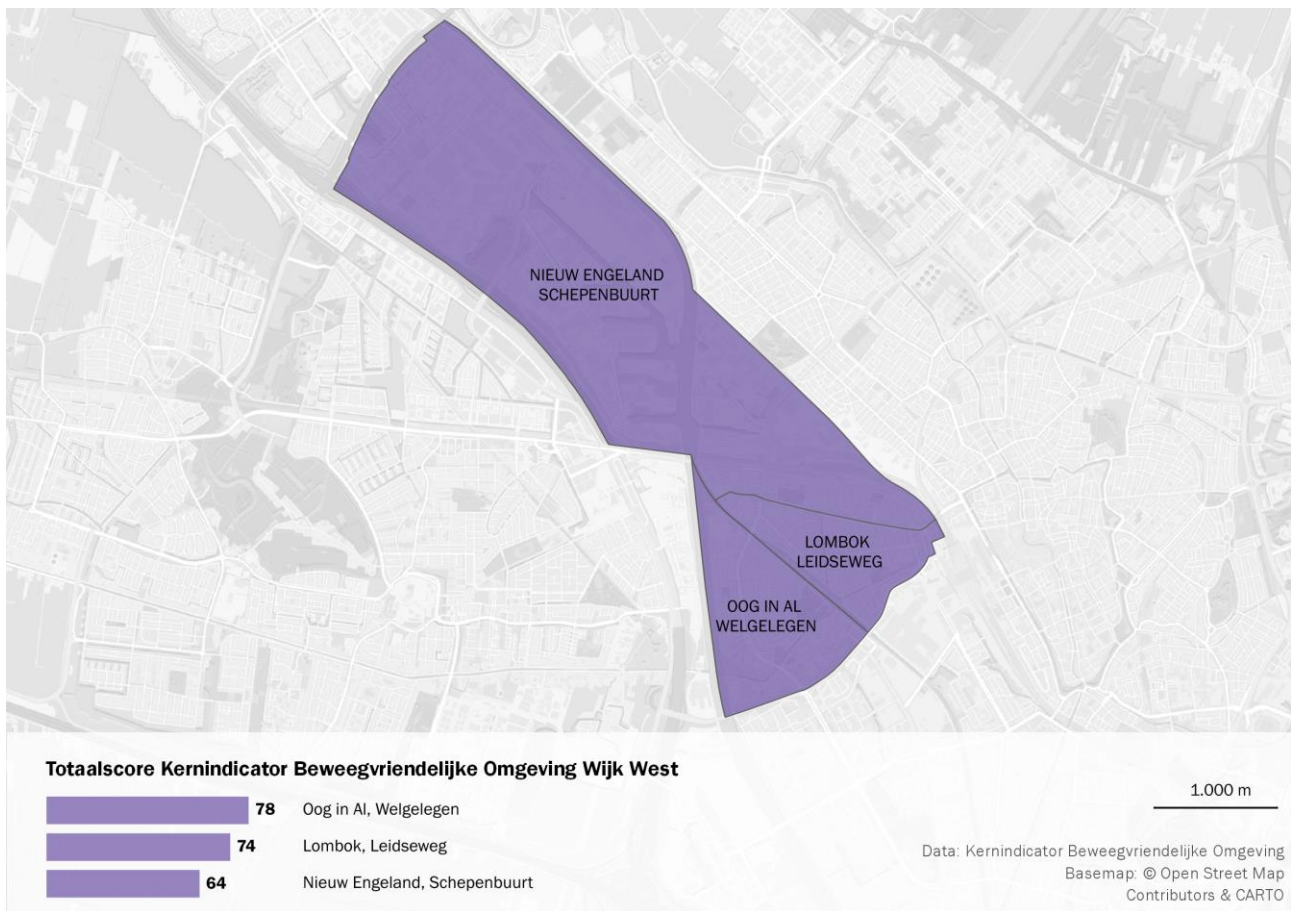 NIEUW ENGELAND
SCHEPENBUURT
LOMBOK
LEIDSEWEG
OOG IN AL
WELGELEGEN
Totaalscore Kernindicator Beweegvriendelijke Omgeving Wijk West
78 Oog in Al, Welgelegen
74 Lombok, Leidseweg
64 Nieuw Engeland, Schepenbuurt
1.000 m
Data: Kernindicator Beweegvriendelijke Omgeving
Basemap: © Open Street Map
Contributors & CARTO